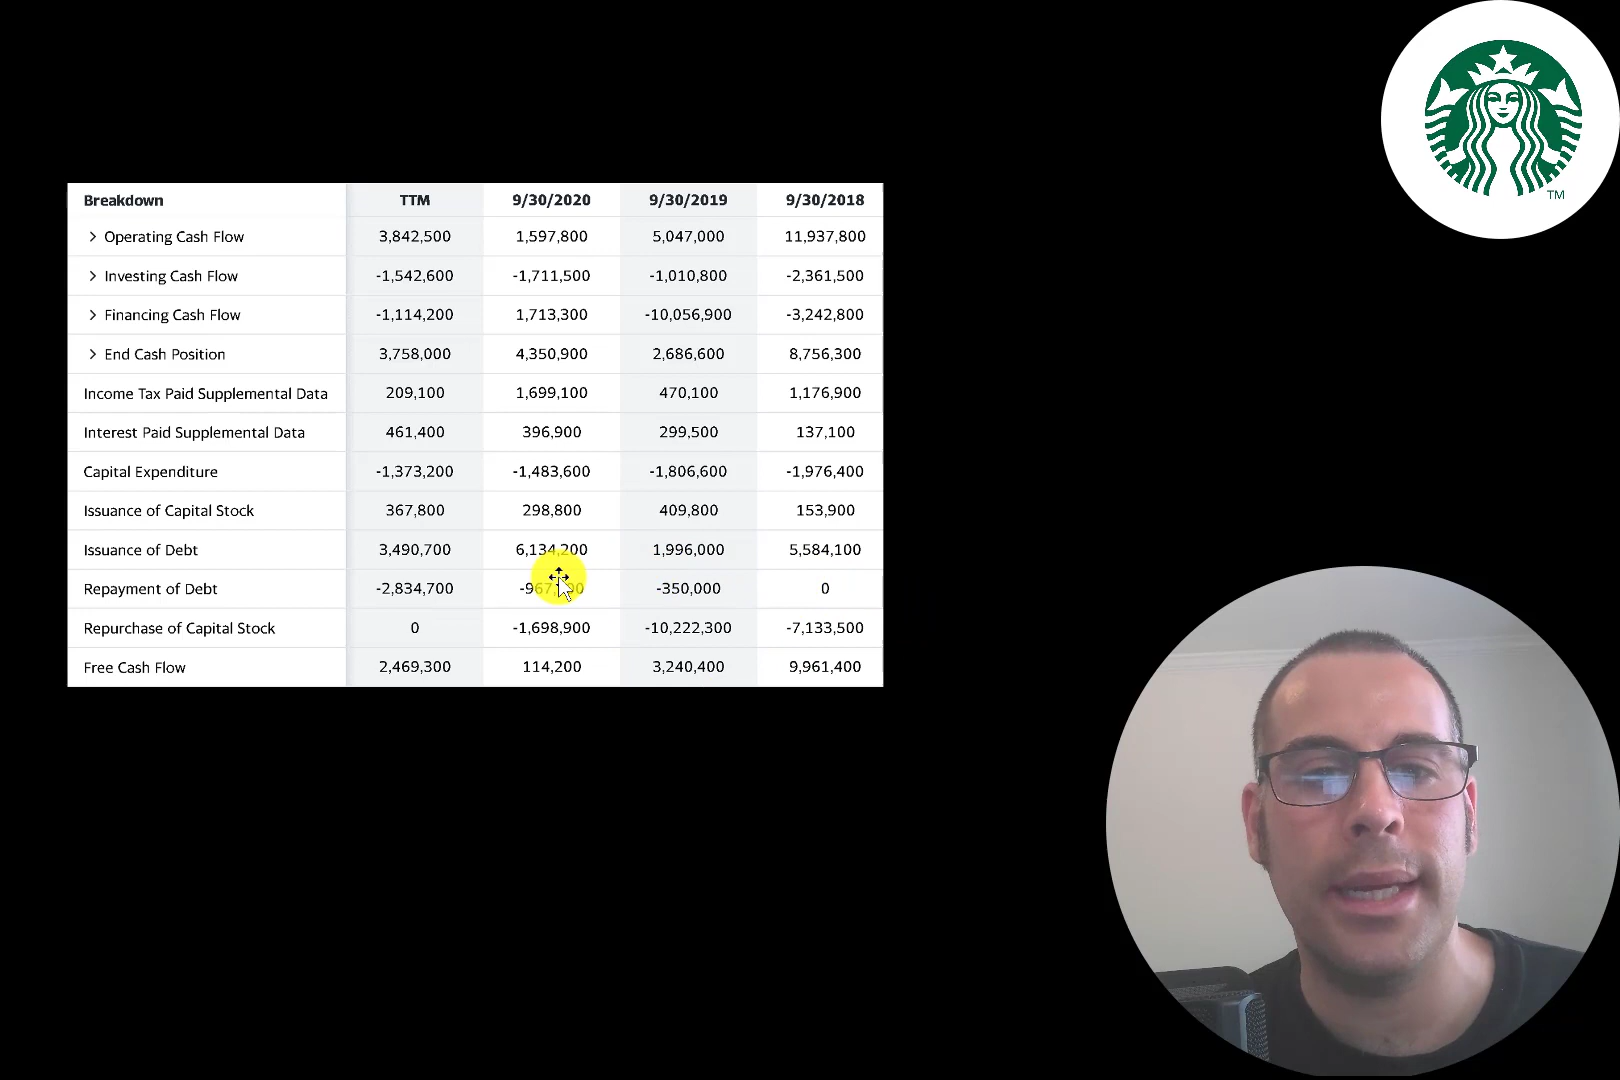 TM
Breakdown TTM 9/30/2020 9/30/2019 9/30/2018
Operating Cash Flow 3,842,500 1,597,800 5,047,000 11,937,800
Investing Cash Flow -1,542,600 -1,711,500 -1,010,800 -2,361,500
Financing Cash Flow -1,114,200 1,713,300 -10,056,900 -3,242,800
End Cash Position 3,758,000 4,350,900 2,686,600 8,756,300
Income Tax Paid Supplemental Data 209,100 1,699,100 470,100 1,176,900
Interest Paid Supplemental Data 461,400 396,900 299,500 137,100
Capital Expenditure -1,373,200 -1,483,600 -1,806,600 -1,976,400
Issuance of Capital Stock 367,800 298,800 409,800 153,900
Issuance of Debt 3,490,700 6,134,200 1,996,000 5,584,100
Repayment of Debt -2,834,700 -350,000 0
Repurchase of Capital Stock 0 -1,698,900 -10,222,300 -7,133,500
Free Cash Flow 2,469,300 114,200 3,240,400 9,961,400